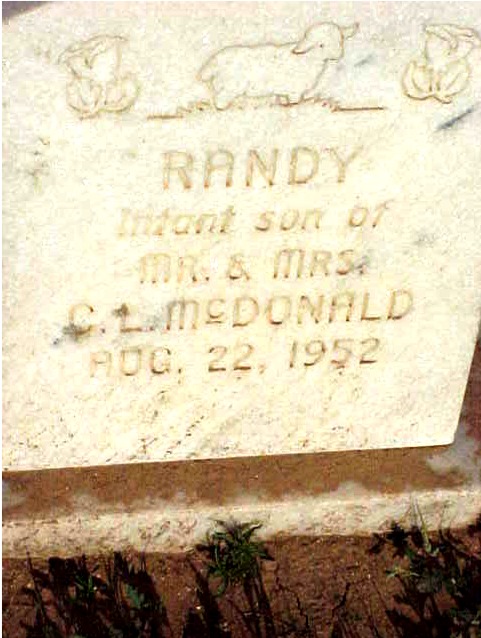 RANDY
Infant son of
MR. & MRS.
C. L. McDONALD
AUG. 22, 1952